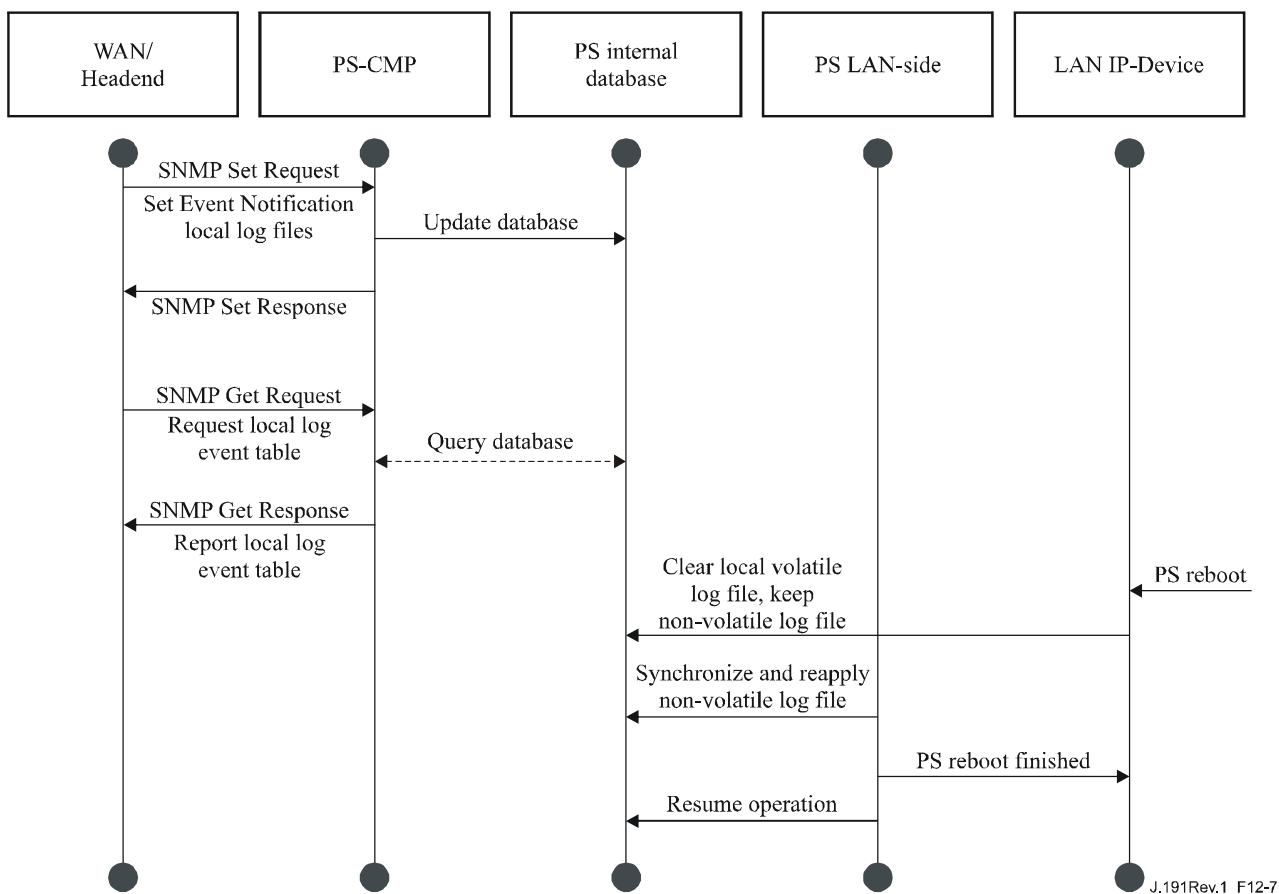 WAN/
Headend
PS-CMP
PS internal
database
PS LAN-side
LAN IP-Device
SNMP Set Request
Set Event Notification
local log files
Update database
SNMP Set Response
SNMP Get Request
Request local log
event table
Query database
SNMP Get Response
Report local log
event table
Clear local volatile
log file, keep
non-volatile log file
PS reboot
Synchronize and reapply
non-volatile log file
PS reboot finished
Resume operation
J.191Rev.1_F12-7